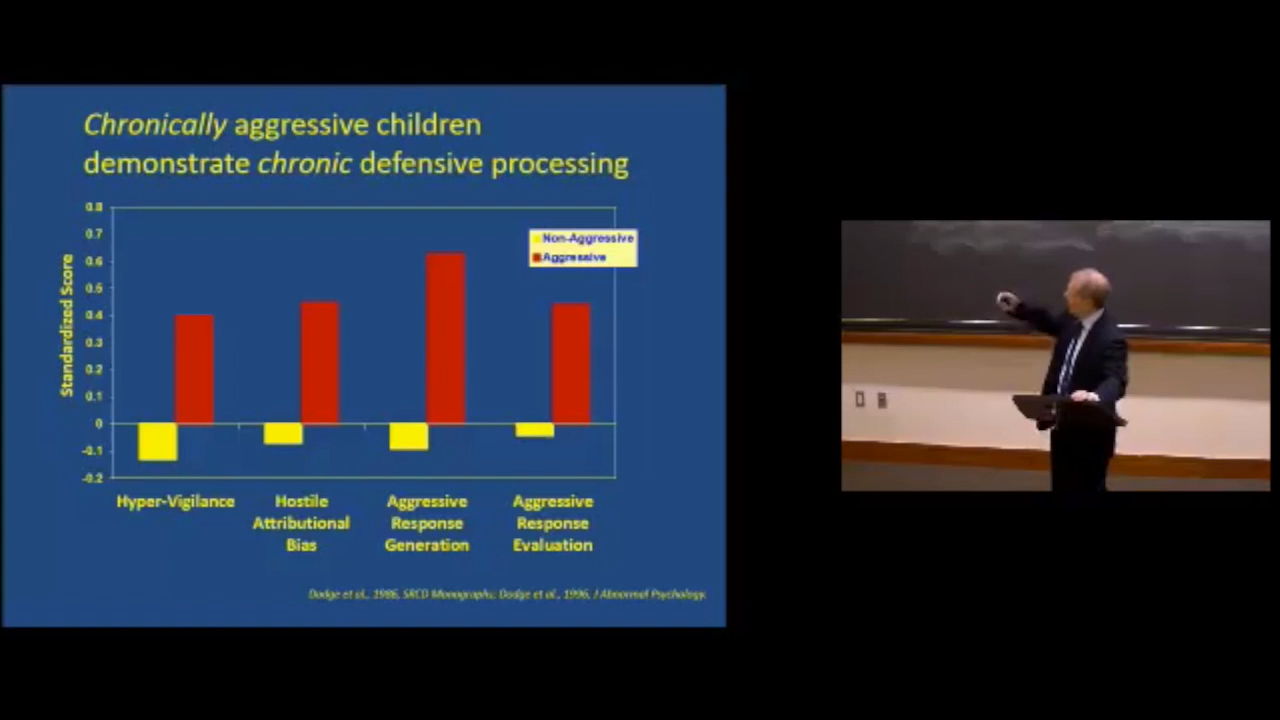 Chronically aggressive children
demonstrate chronic defensive processing
0.8
0.7
0.6
0.5
0.4
0.3
0.2
0.1
0
-0.1
-0.2
Standardized Score
Non-Aggressive
Aggressive
Hyper-Vigilance
Hostile
Attributional
Bias
Aggressive
Response
Generation
Aggressive
Response
Evaluation
Dodge et al., 1986, SRCD Monographs; Dodge et al., 1996, J Abnormal Psychology.